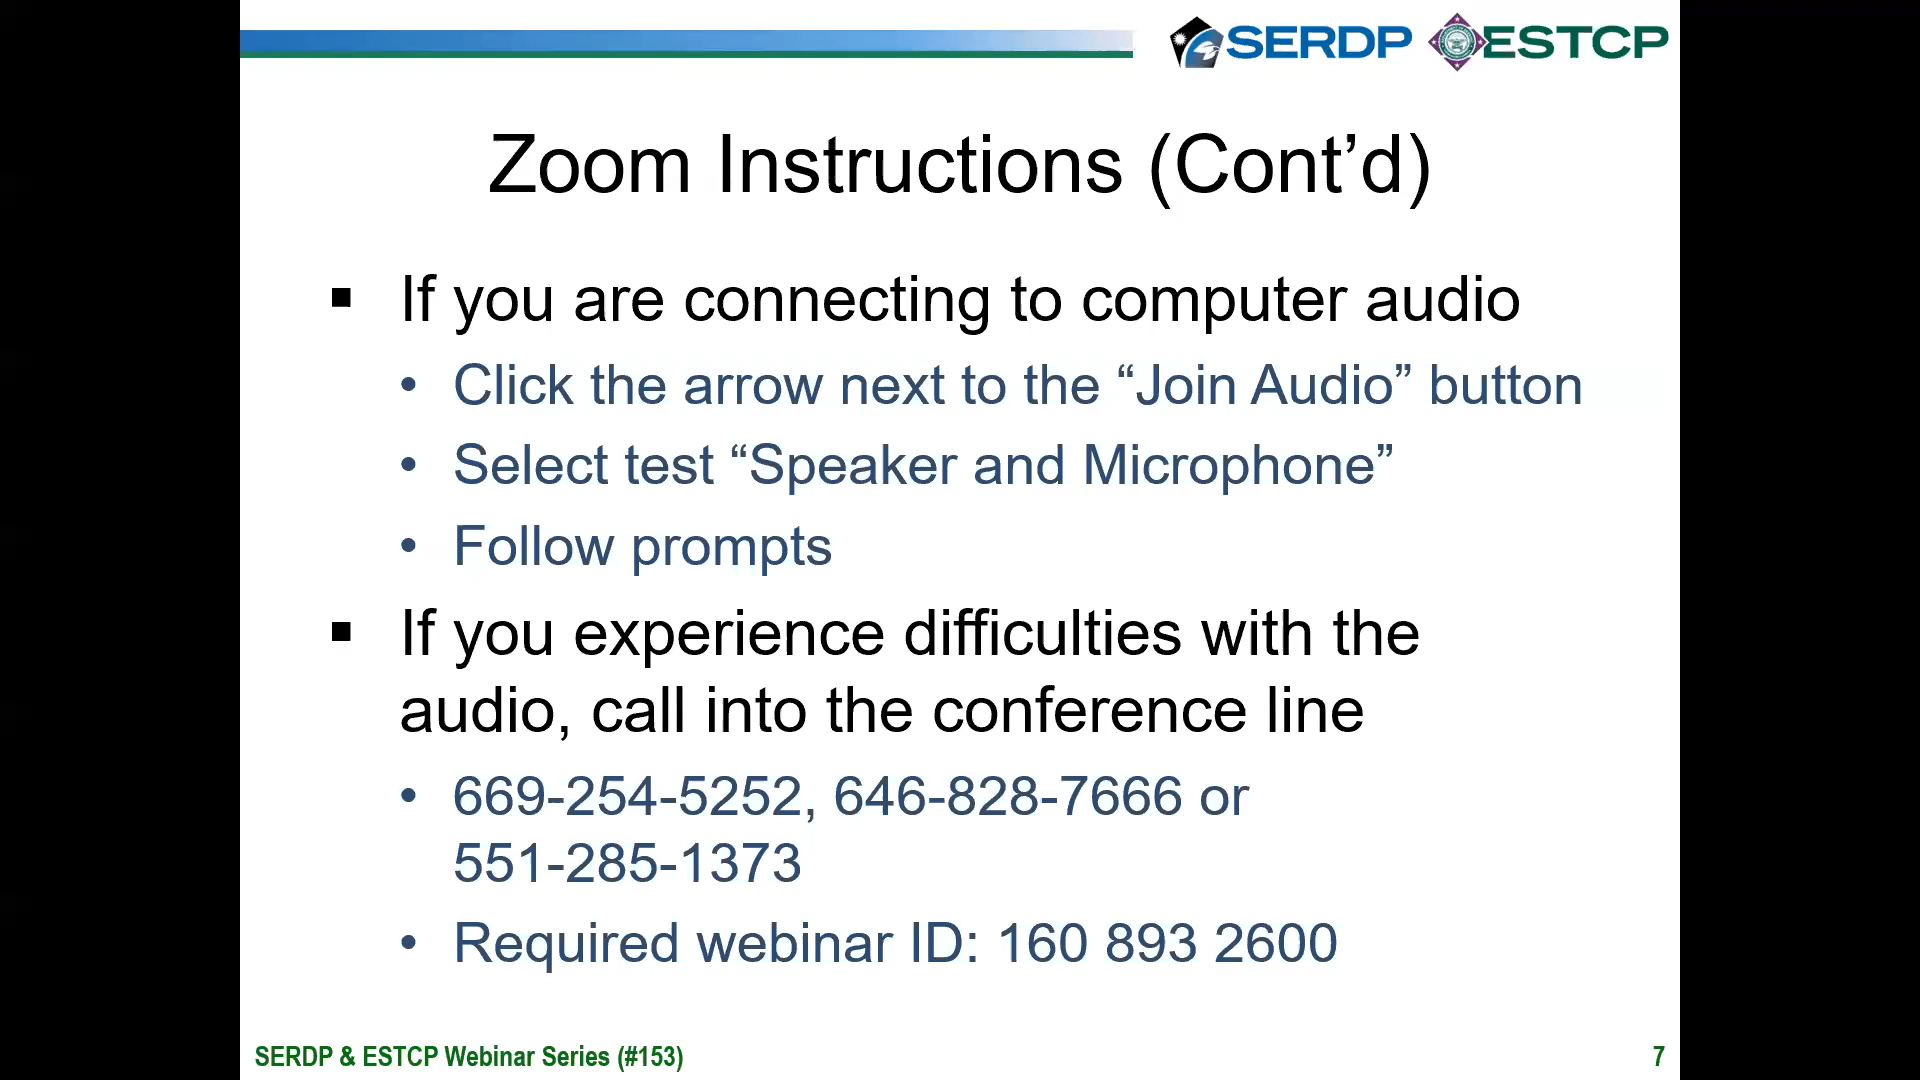 SERDP ESTCP
Zoom Instructions (Cont’d)
▪ If you are connecting to computer audio
• Click the arrow next to the “Join Audio” button
• Select test “Speaker and Microphone”
• Follow prompts
▪ If you experience difficulties with the
audio, call into the conference line
• 669-254-5252, 646-828-7666 or
551-285-1373
• Required webinar ID: 160 893 2600
SERDP & ESTCP Webinar Series (#153)
7